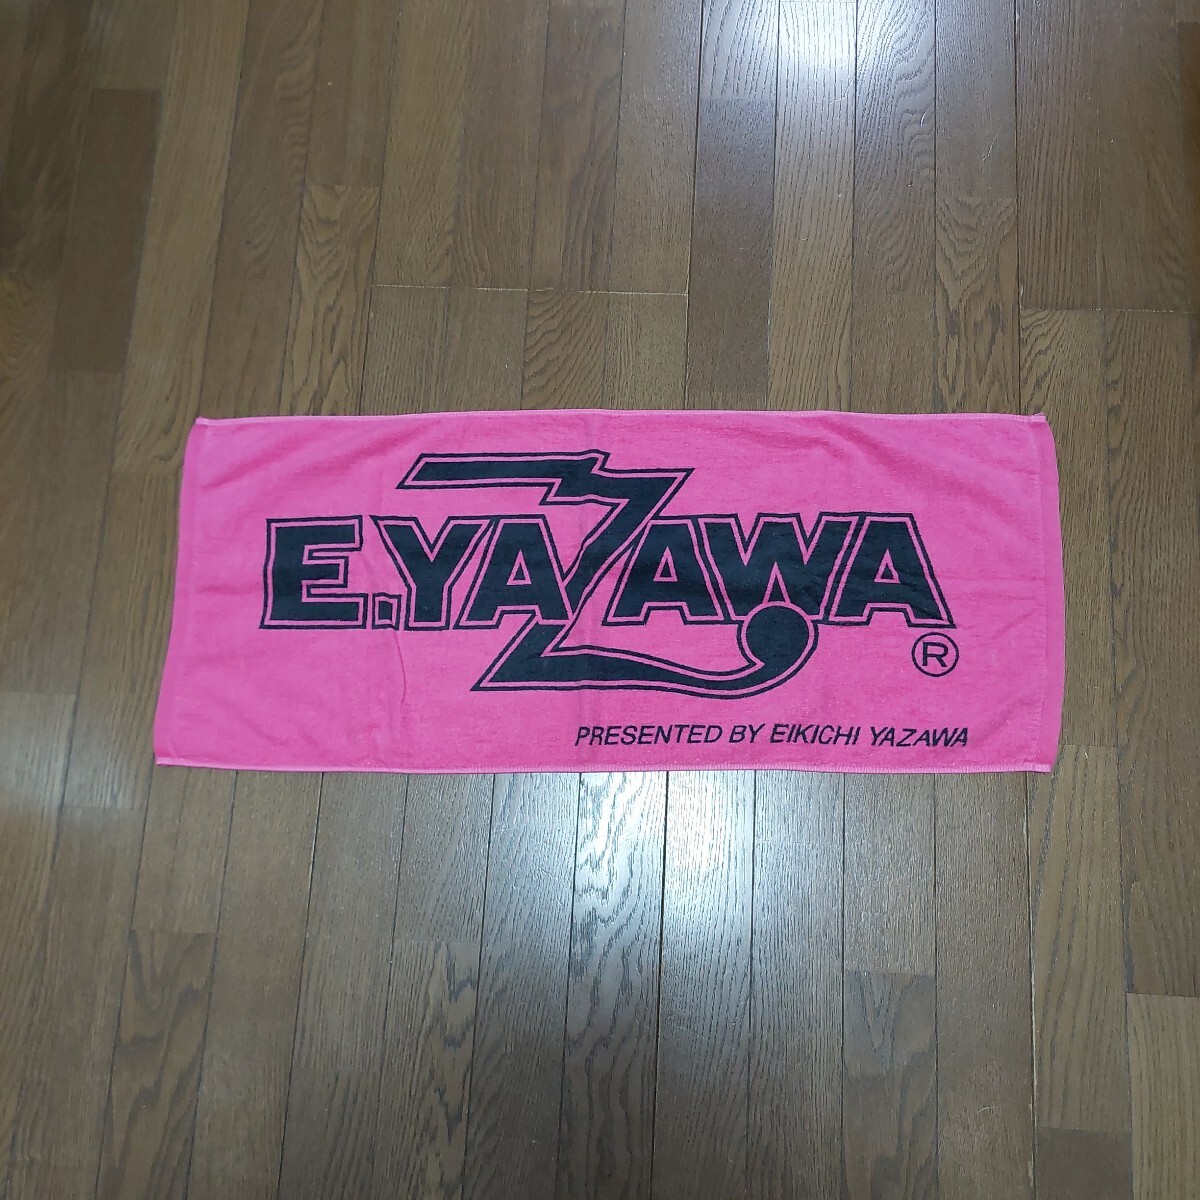 E.YAZAWA
®
PRESENTED BY EIKICHI YAZAWA